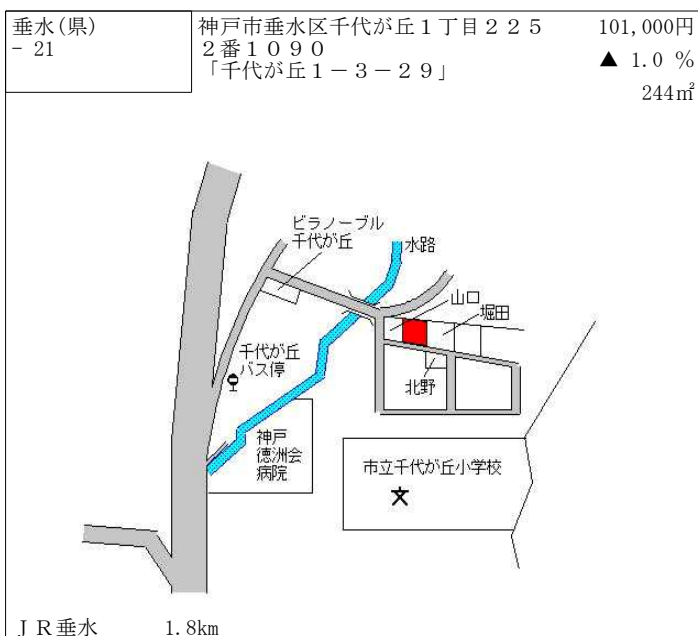 垂水(県)
- 21
神戸市垂水区千代が丘１丁目２２５
２番１０９０
「千代が丘１－３－２９」
101,000円
▲ 1.0 %
244㎡
ビラノーブル
千代が丘
水路
山口
堀田
千代が丘
バス停
北野
神戸
徳洲会
病院
市立千代が丘小学校
文
ＪＲ垂水 1.8km